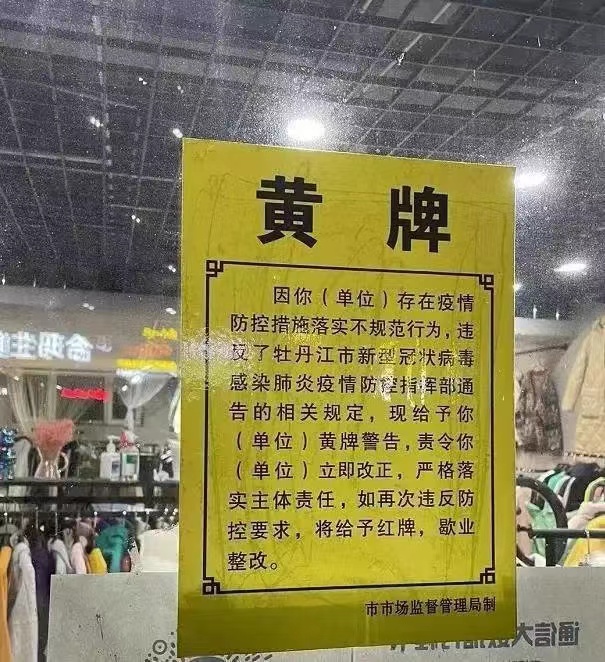 黄牌
因你（单位）存在疫情
防控措施落实不规范行为，违
反了牡丹江市新型冠状病毒
感染肺炎疫情防控指挥部通
告的相关规定，现给予你
（单位）黄牌警告，责令你
（单位）立即改正，严格落
实主体责任，如再次违反防
控要求，将给予红牌，歇业
整改。
市市场监督管理局制